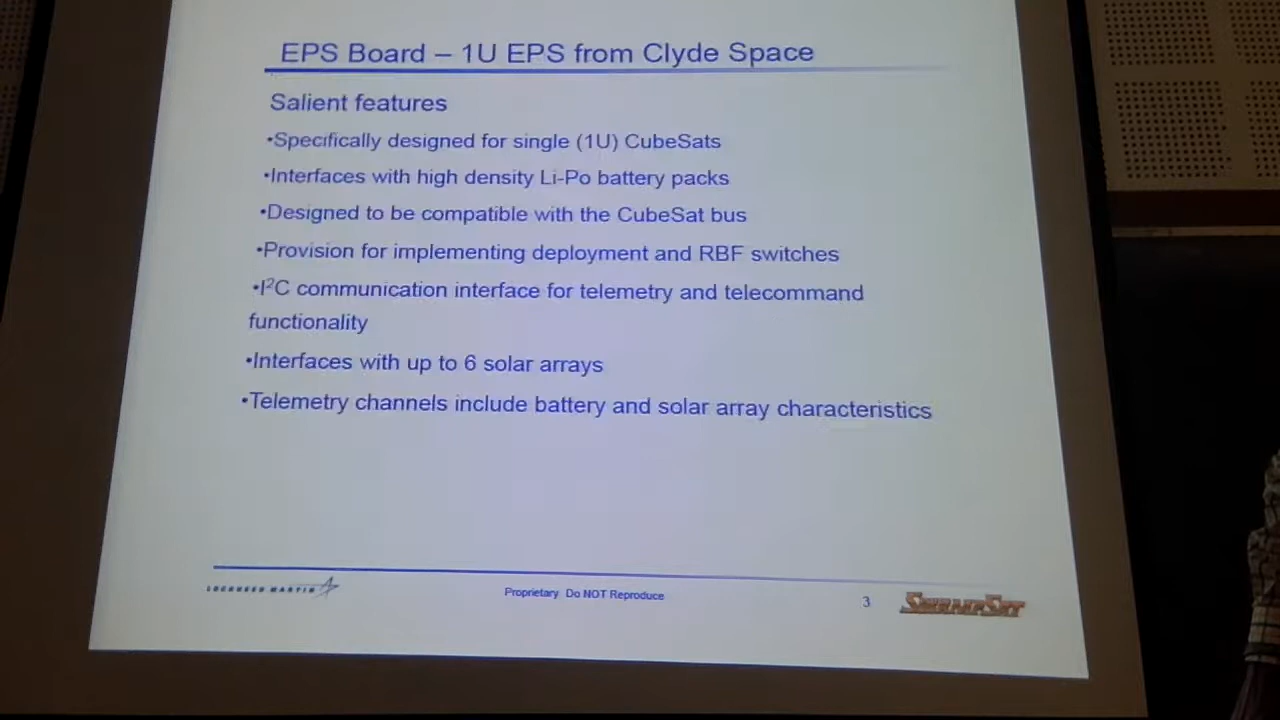 EPS Board – 1U EPS from Clyde Space
Salient features
•Specifically designed for single (1U) CubeSats
•Interfaces with high density Li-Po battery packs
•Designed to be compatible with the CubeSat bus
•Provision for implementing deployment and RBF switches
•I²C communication interface for telemetry and telecommand
functionality
•Interfaces with up to 6 solar arrays
•Telemetry channels include battery and solar array characteristics
LOCKHEED MARTIN
Proprietary Do NOT Reproduce
3
SWAMPSAT